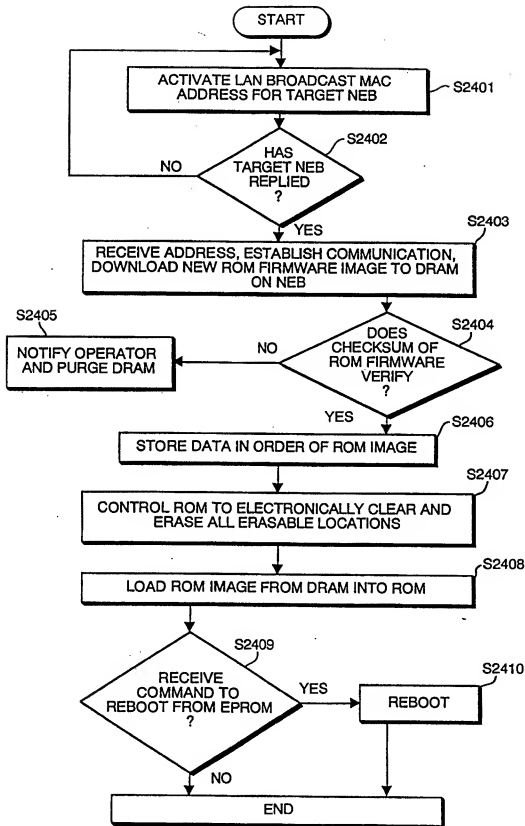 START
ACTIVATE LAN BROADCAST MAC
ADDRESS FOR TARGET NEB
S2401
S2402
HAS
TARGET NEB
REPLIED
?
NO
YES
S2403
RECEIVE ADDRESS, ESTABLISH COMMUNICATION,
DOWNLOAD NEW ROM FIRMWARE IMAGE TO DRAM
ON NEB
S2405
NOTIFY OPERATOR
AND PURGE DRAM
NO
S2404
DOES
CHECKSUM OF
ROM FIRMWARE
VERIFY
?
YES
S2406
STORE DATA IN ORDER OF ROM IMAGE
S2407
CONTROL ROM TO ELECTRONICALLY CLEAR AND
ERASE ALL ERASABLE LOCATIONS
S2408
LOAD ROM IMAGE FROM DRAM INTO ROM
S2409
RECEIVE
COMMAND TO
REBOOT FROM EPROM
?
YES
S2410
REBOOT
NO
END